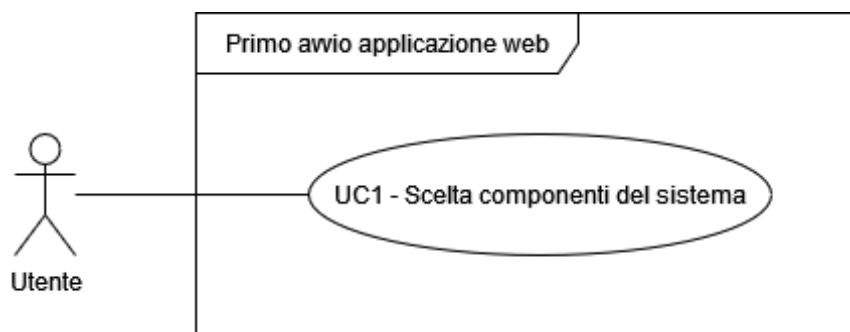 Primo avvio applicazione web
UC1 - Scelta componenti del sistema
Utente